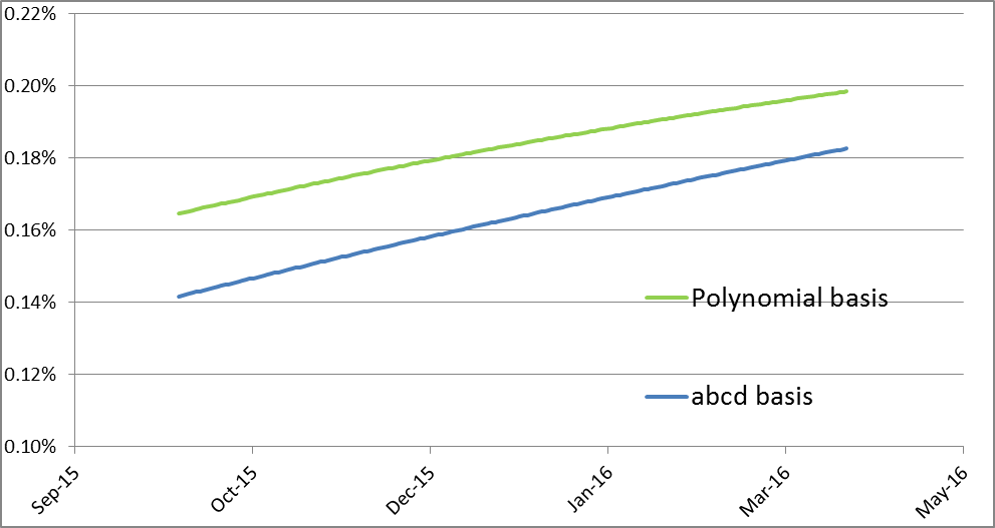 0.22%
0.20%
0.18%
0.16%
0.14%
0.12%
0.10%
Polynomial basis
abcd basis
Sep-15
Oct-15
Dec-15
Jan-16
Mar-16
May-16